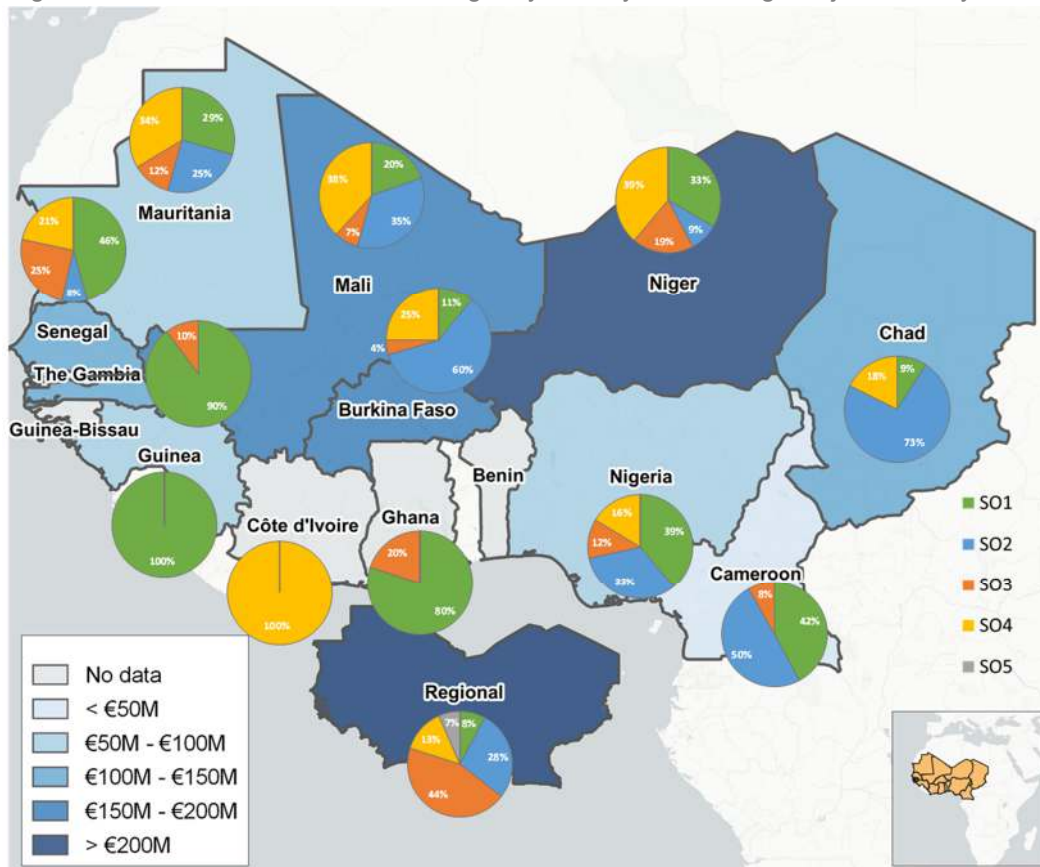 34%
29%
12%
25%
Mauritania
38%
20%
7%
35%
Mali
39%
33%
19%
9%
Niger
21%
46%
25%
8%
Senegal
25%
11%
4%
60%
Burkina Faso
Chad
18%
9%
73%
The Gambia
10%
90%
Guinea-Bissau
Guinea
100%
Côte d'Ivoire
100%
Ghana
20%
80%
Benin
Nigeria
16%
39%
12%
33%
Cameroon
8%
42%
50%
SO1
SO2
SO3
SO4
SO5
Regional
7%
8%
13%
28%
44%
No data
< €50M
€50M - €100M
€100M - €150M
€150M - €200M
> €200M